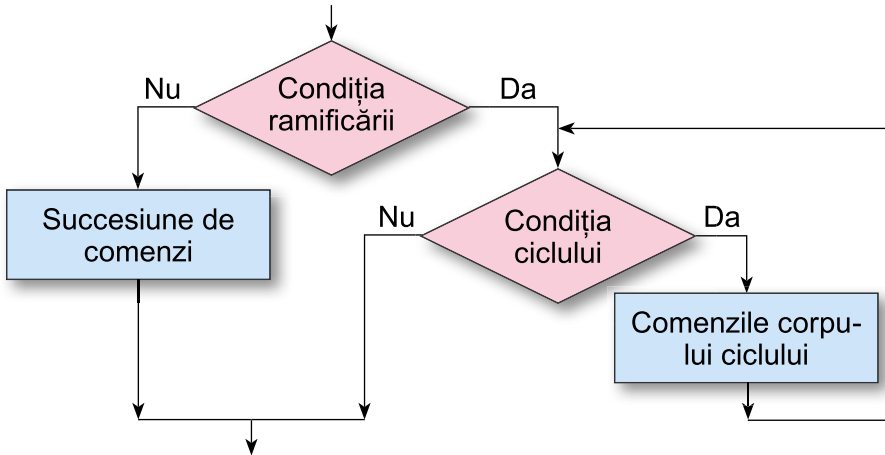 Nu
Condiția
ramificării
Da
Succesiune de
comenzi
Nu
Condiția
ciclului
Da
Comenzile corpu-
lui ciclului